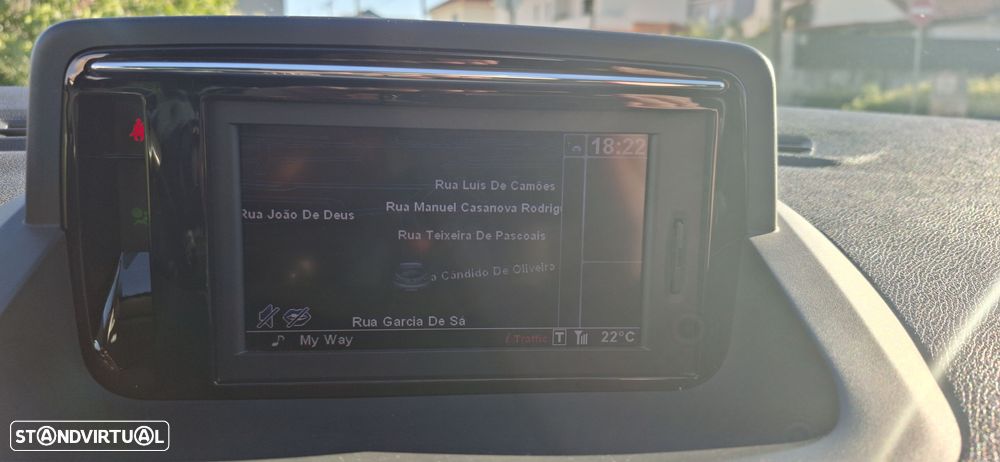 18:22
Rua Luis De Camões
Rua Manuel Casanova Rodrig
Rua João De Deus
Rua Teixeira De Pascoais
a Cândido De Oliveira
Rua Garcia De Sá
My Way
i Traffic
T
22°C
STANDVIRTUAL